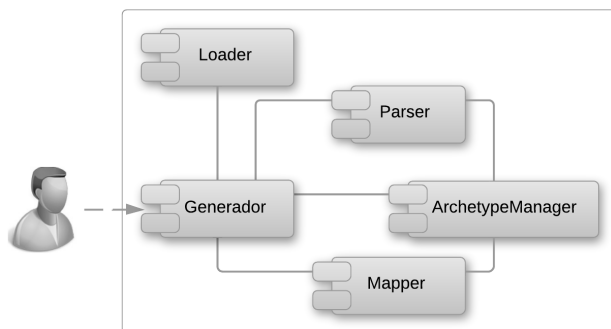 Loader
Parser
Generador
ArchetypeManager
Mapper